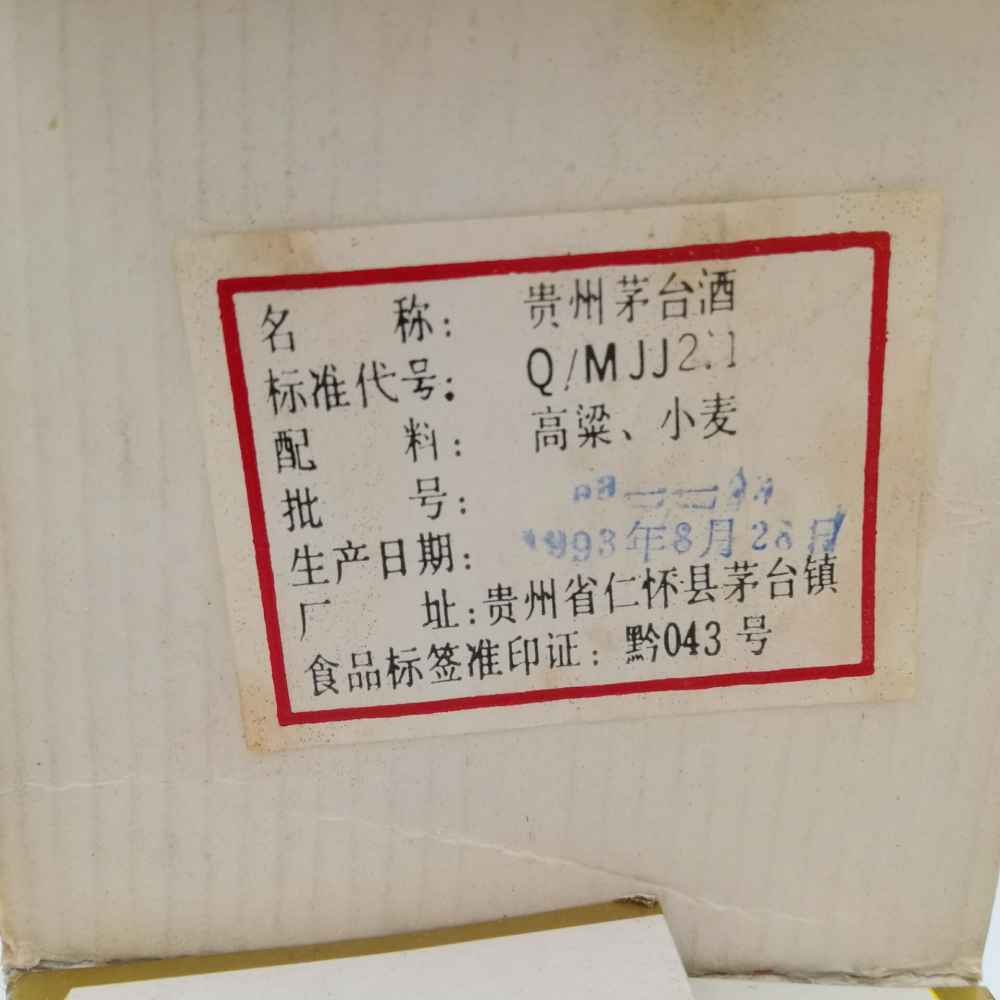 名称：贵州茅台酒
标准代号：Q/MJJ2.1
配料：高粱、小麦
批号：
生产日期：1993年8月26日
厂址：贵州省仁怀县茅台镇
食品标签准印证：黔043号